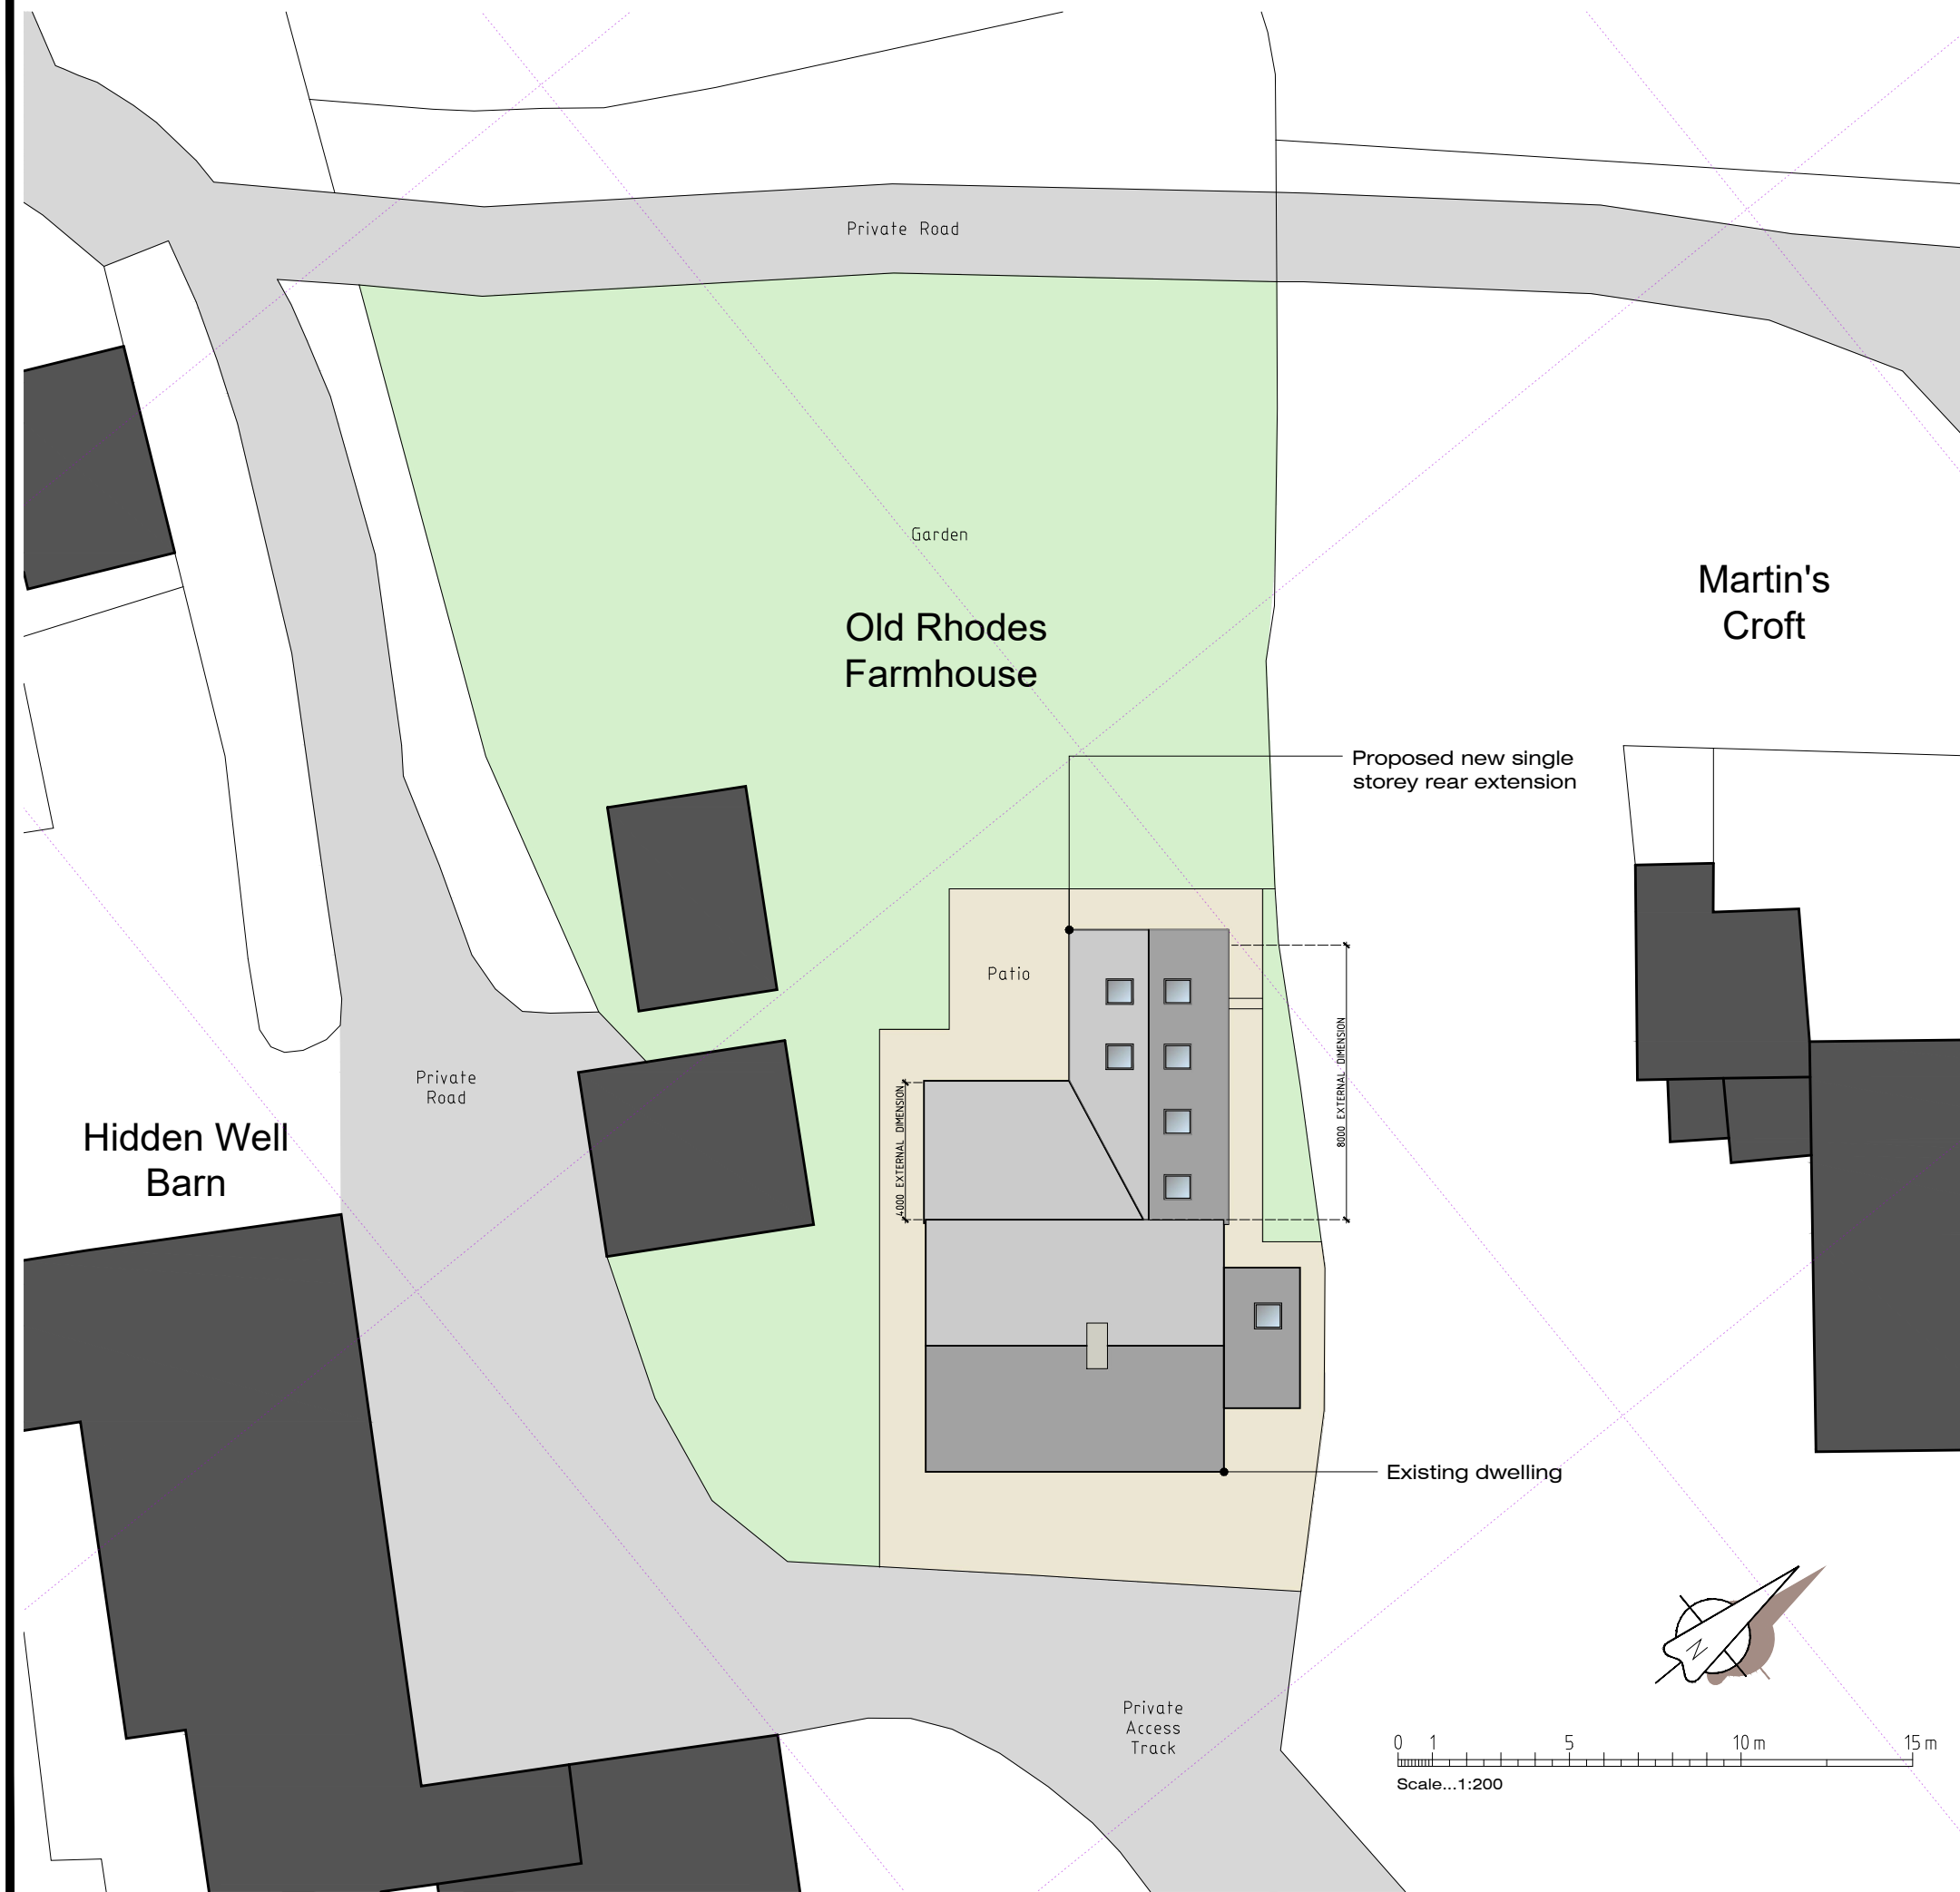 Private Road
Garden
Old Rhodes
Farmhouse
Martin's
Croft
Proposed new single
storey rear extension
Patio
8000 EXTERNAL DIMENSION
4000 EXTERNAL DIMENSION
Private
Road
Hidden Well
Barn
Existing dwelling
N
Private
Access
Track
0 1 5 10 m 15 m
Scale...1:200